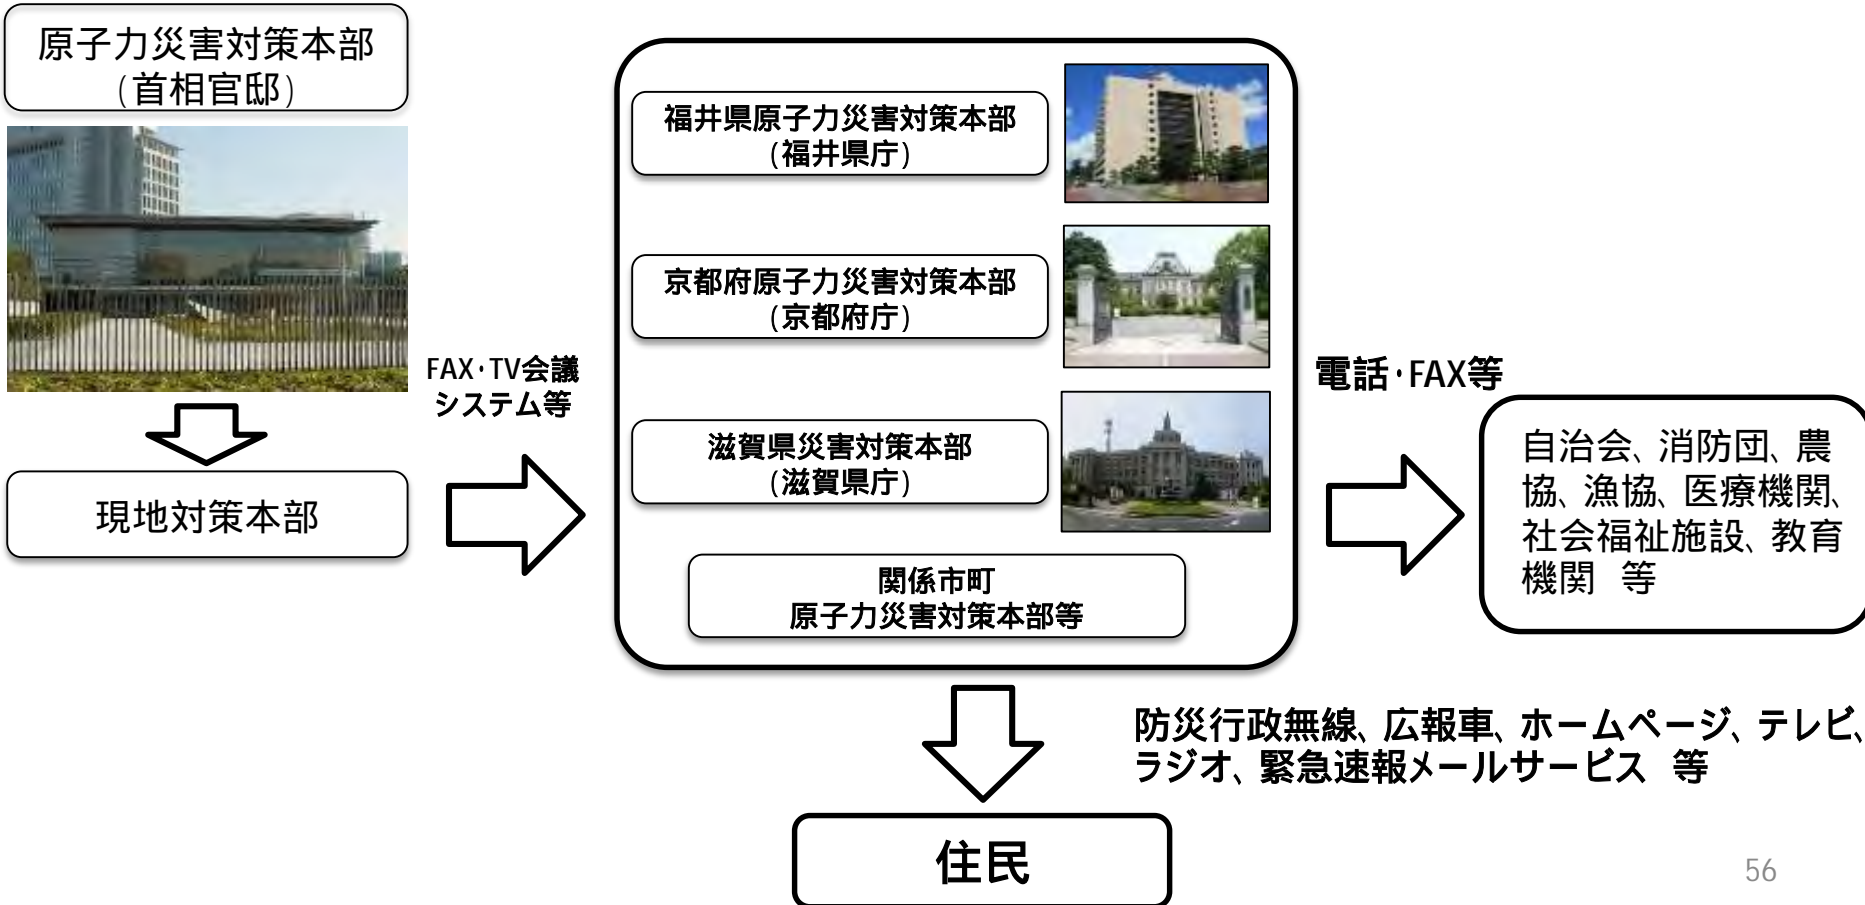 原子力災害対策本部
(首相官邸)
現地対策本部
FAX・TV会議
システム等
福井県原子力災害対策本部
(福井県庁)
京都府原子力災害対策本部
(京都府庁)
滋賀県災害対策本部
(滋賀県庁)
関係市町
原子力災害対策本部等
電話・FAX等
自治会、消防団、農
協、漁協、医療機関、
社会福祉施設、教育
機関 等
防災行政無線、広報車、ホームページ、テレビ、
ラジオ、緊急速報メールサービス 等
住民
56